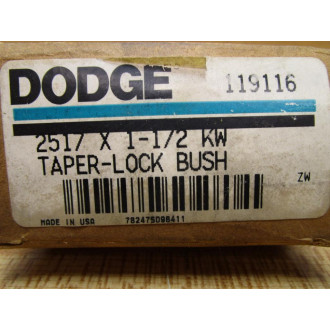 DODGE 119116
2517 X 1-1/2 KW
TAPER-LOCK BUSH
ZW
MADE IN USA 782475098411